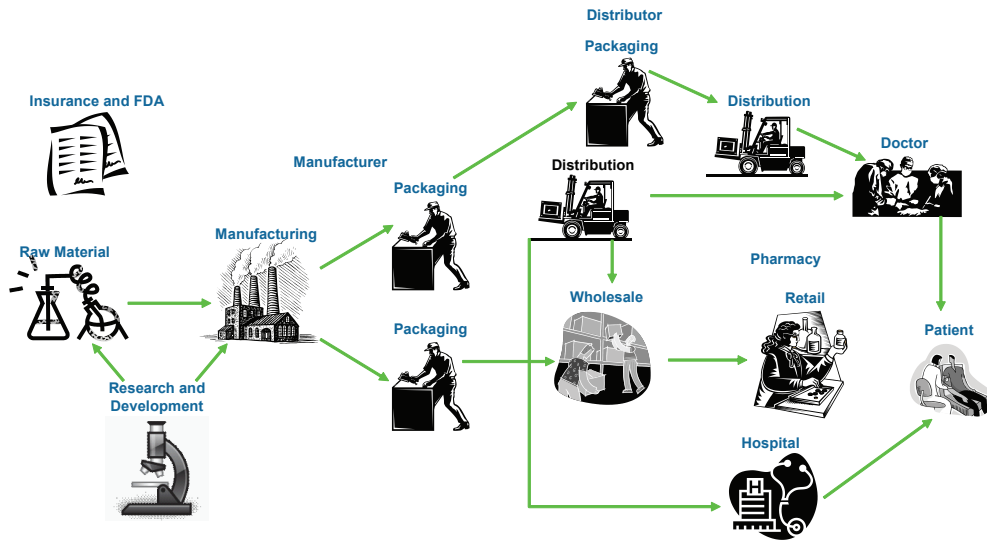 Distributor
Packaging
Insurance and FDA
Distribution
Doctor
Manufacturer
Distribution
Packaging
Manufacturing
Raw Material
Pharmacy
Wholesale
Retail
Packaging
Patient
Research and
Development
Hospital
H